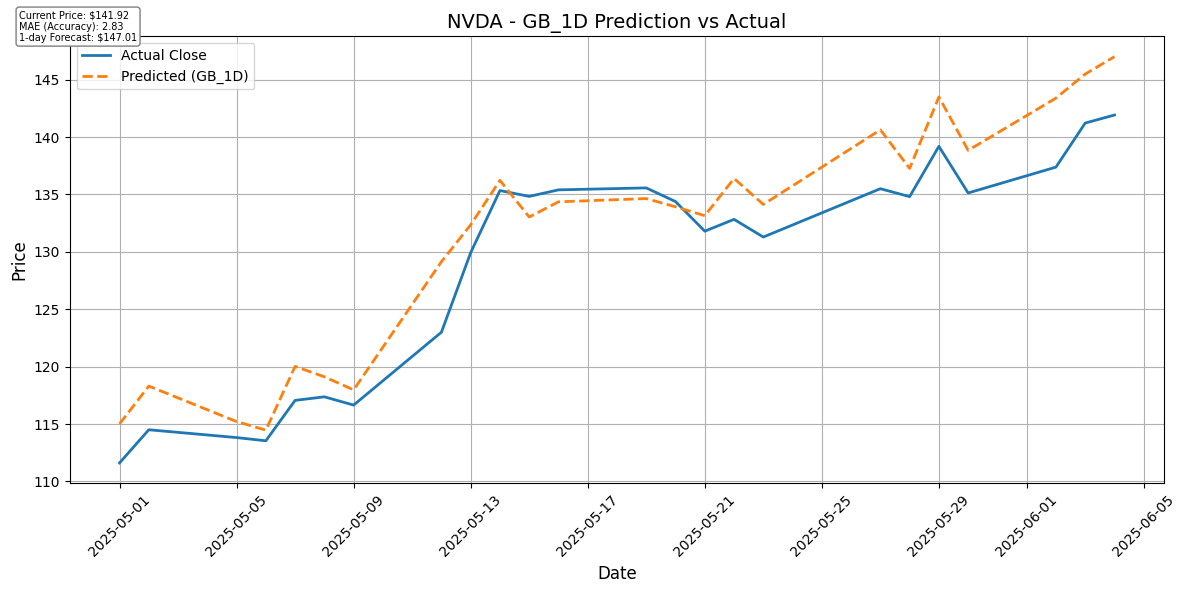 Current Price: $141.92
MAE (Accuracy): 2.83
1-day Forecast: $147.01
NVDA - GB_1D Prediction vs Actual
Actual Close
Predicted (GB_1D)
Price
145
140
135
130
125
120
115
110
2025-05-01
2025-05-05
2025-05-09
2025-05-13
2025-05-17
2025-05-21
2025-05-25
2025-05-29
2025-06-01
2025-06-05
Date